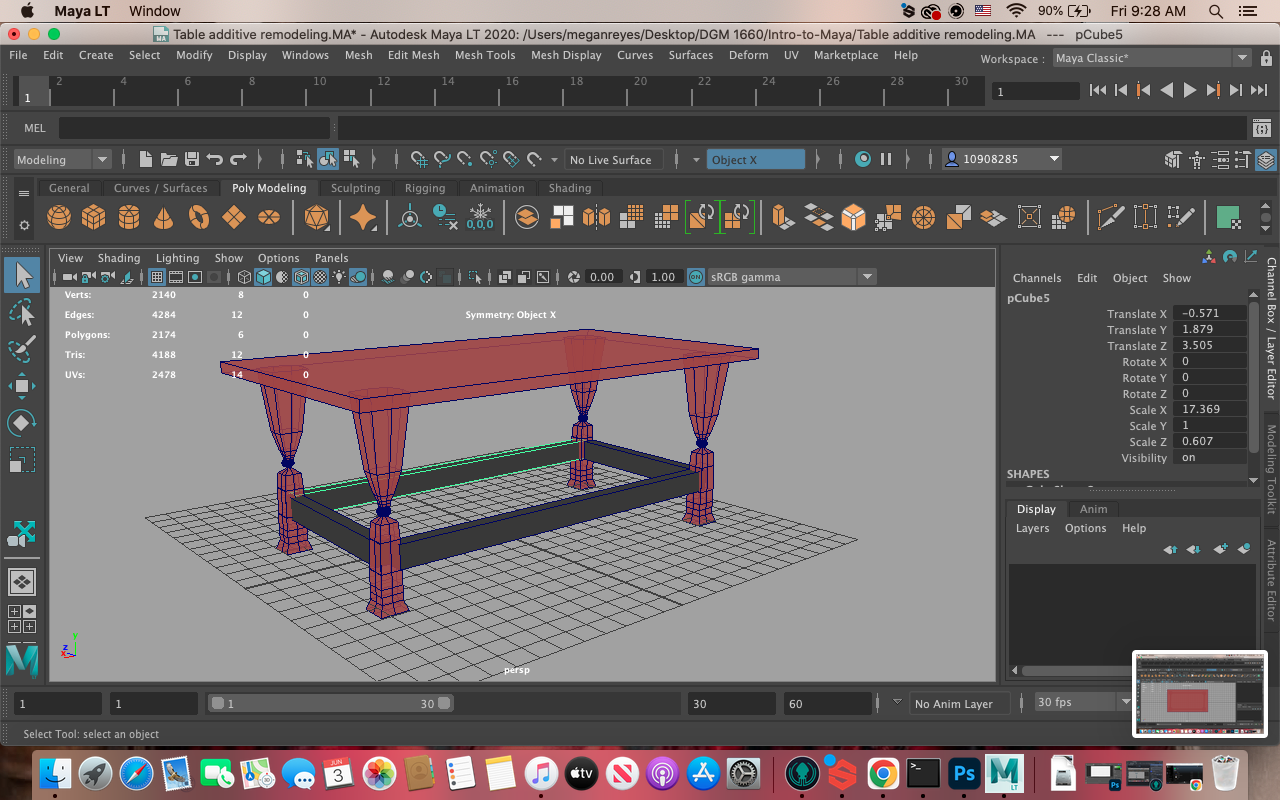 Maya LT Window 90% Fri 9:28 AM
Table additive remodeling.MA* - Autodesk Maya LT 2020: /Users/meganreyes/Desktop/DGM 1660/Intro-to-Maya/Table additive remodeling.MA --- pCube5
File Edit Create Select Modify Display Windows Mesh Edit Mesh Mesh Tools Mesh Display Curves Surfaces Deform UV Marketplace Help Workspace : Maya Classic*
1 2 4 6 8 10 12 14 16 18 20 22 24 26 28 30 1
MEL
Modeling No Live Surface Object X 10908285
General Curves / Surfaces Poly Modeling Sculpting Rigging Animation Shading
0,0,0
View Shading Lighting Show Options Panels
0.00 1.00 ON sRGB gamma
Verts: 2140 8 0
Edges: 4284 12 0
Symmetry: Object X
Polygons: 2174 6 0
Tris: 4188 12 0
UVs: 2478 14 0
persp
Y
Z
X
Channels Edit Object Show
pCube5
Translate X -0.571
Translate Y 1.879
Translate Z 3.505
Rotate X 0
Rotate Y 0
Rotate Z 0
Scale X 17.369
Scale Y 1
Scale Z 0.607
Visibility on
SHAPES
Display Anim
Layers Options Help
Channel Box / Layer Editor
Modeling Toolkit
Attribute Editor
1 1 1 30 30 60 No Anim Layer 30 fps
Select Tool: select an object
JUN
3
tv
Ps
M
LT